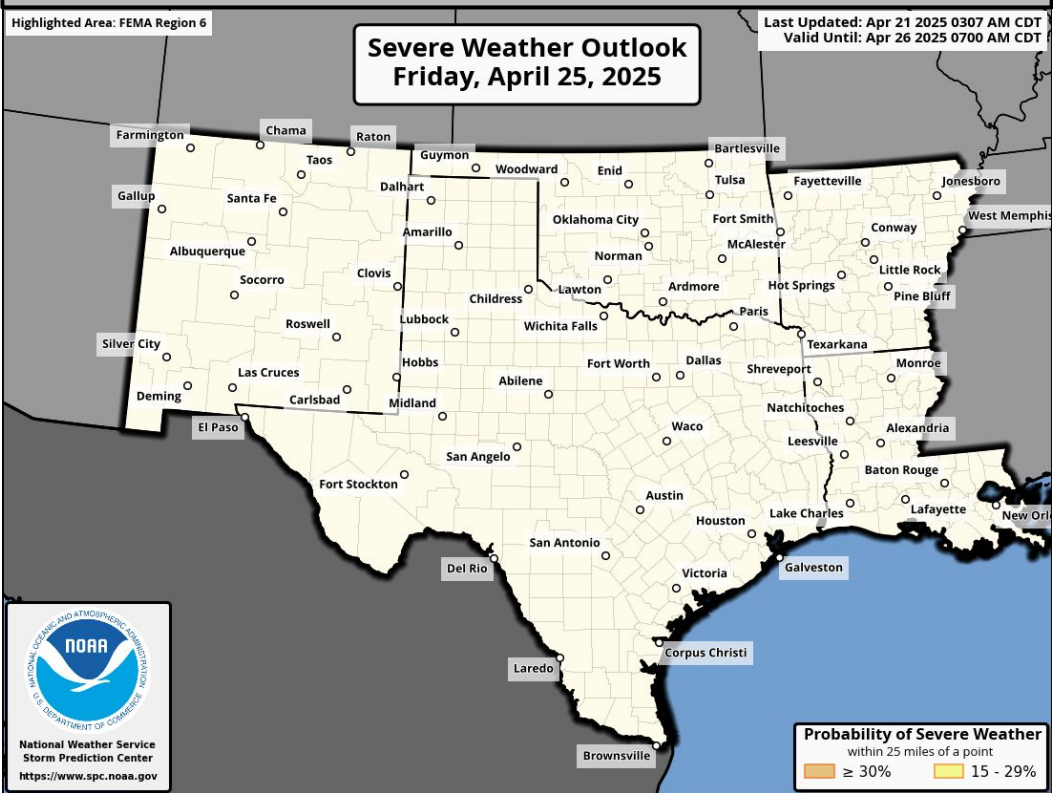 Highlighted Area: FEMA Region 6
Severe Weather Outlook
Friday, April 25, 2025
Last Updated: Apr 21 2025 0307 AM CDT
Valid Until: Apr 26 2025 0700 AM CDT
Farmington
Chama
Raton
Taos
Guymon
Woodward
Enid
Bartlesville
Tulsa
Fayetteville
Jonesboro
Gallup
Santa Fe
Dalhart
Oklahoma City
Fort Smith
West Memphis
Amarillo
Conway
Albuquerque
Norman
McAlester
Little Rock
Socorro
Clovis
Childress
Lawton
Ardmore
Hot Springs
Pine Bluff
Roswell
Lubbock
Wichita Falls
Paris
Silver City
Texarkana
Las Cruces
Hobbs
Fort Worth
Dallas
Shreveport
Monroe
Deming
Carlsbad
Midland
Abilene
Natchitoches
El Paso
Waco
Leesville
Alexandria
San Angelo
Fort Stockton
Baton Rouge
Austin
Lake Charles
Lafayette
New Orl
Houston
San Antonio
Del Rio
Galveston
Victoria
Corpus Christi
Laredo
Brownsville
NATIONAL OCEANIC AND ATMOSPHERIC ADMINISTRATION
NOAA
U.S. DEPARTMENT OF COMMERCE
National Weather Service
Storm Prediction Center
https://www.spc.noaa.gov
Probability of Severe Weather
within 25 miles of a point
≥ 30%
15 - 29%